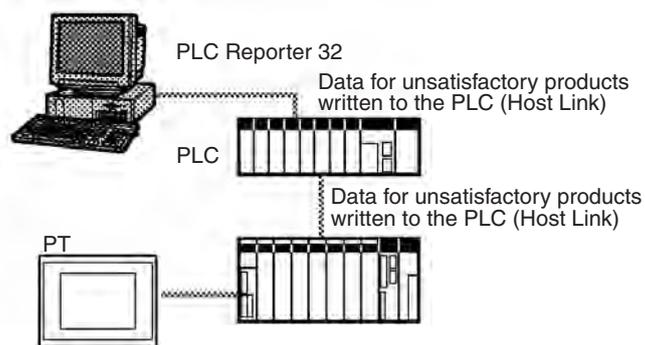 PLC Reporter 32
Data for unsatisfactory products
written to the PLC (Host Link)
PLC
Data for unsatisfactory products
written to the PLC (Host Link)
PT